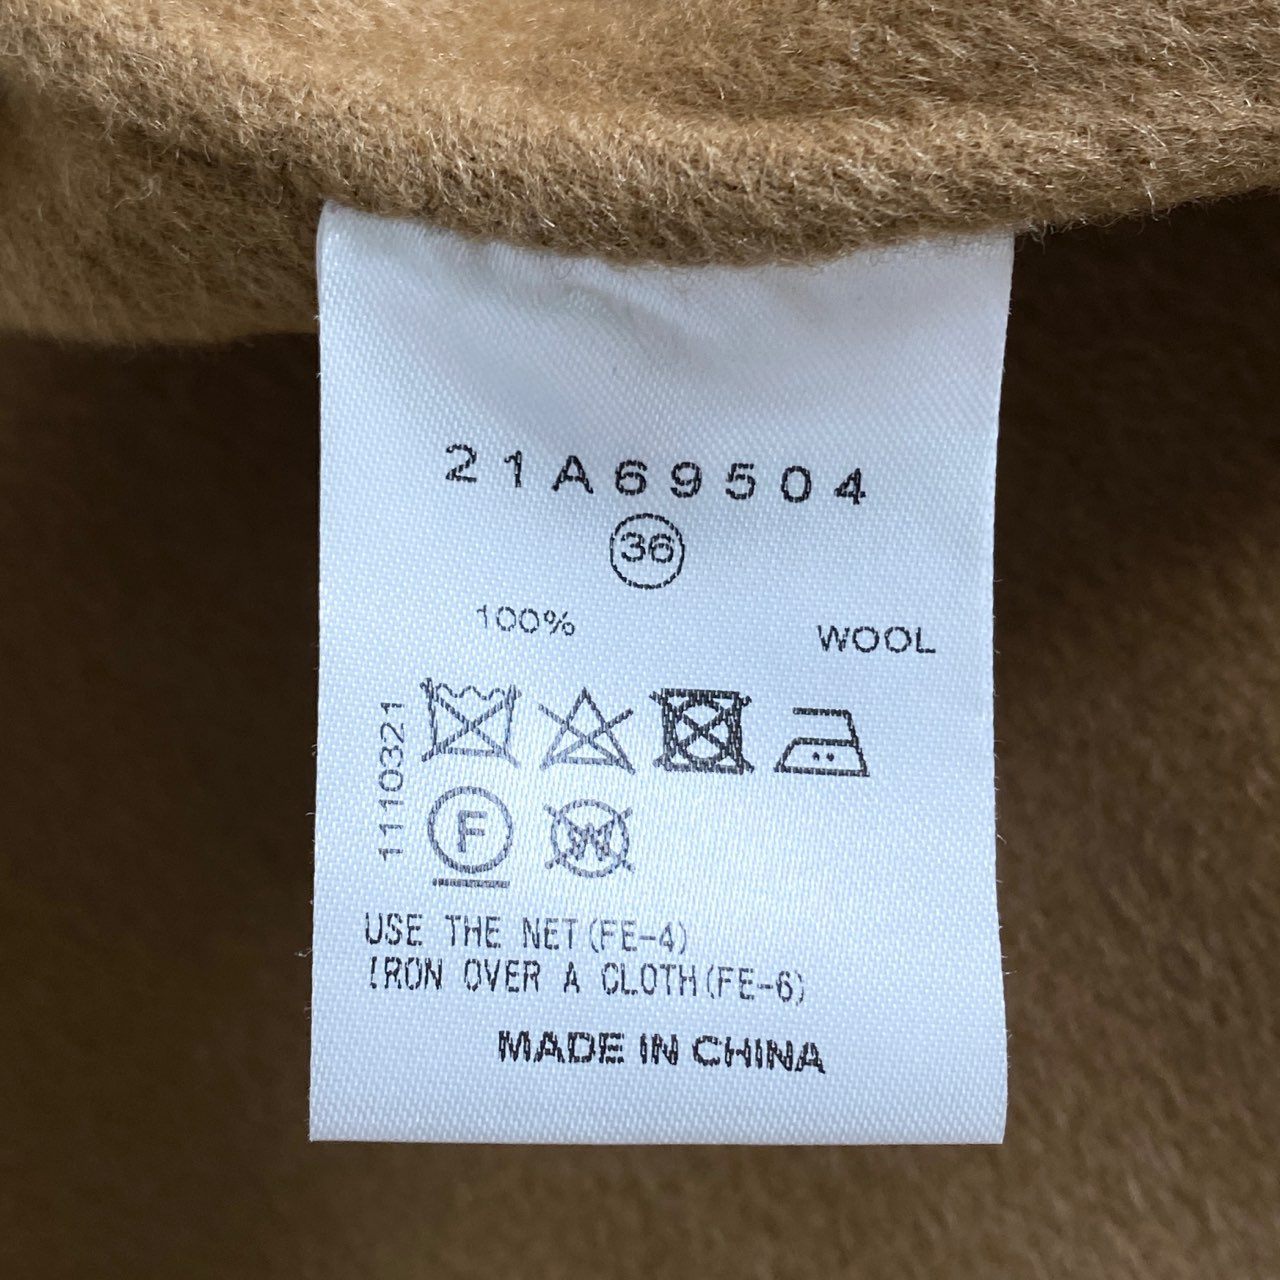 21A69504
36
100% WOOL
1110321
F
W
USE THE NET(FE-4)
IRON OVER A CLOTH(FE-6)
MADE IN CHINA